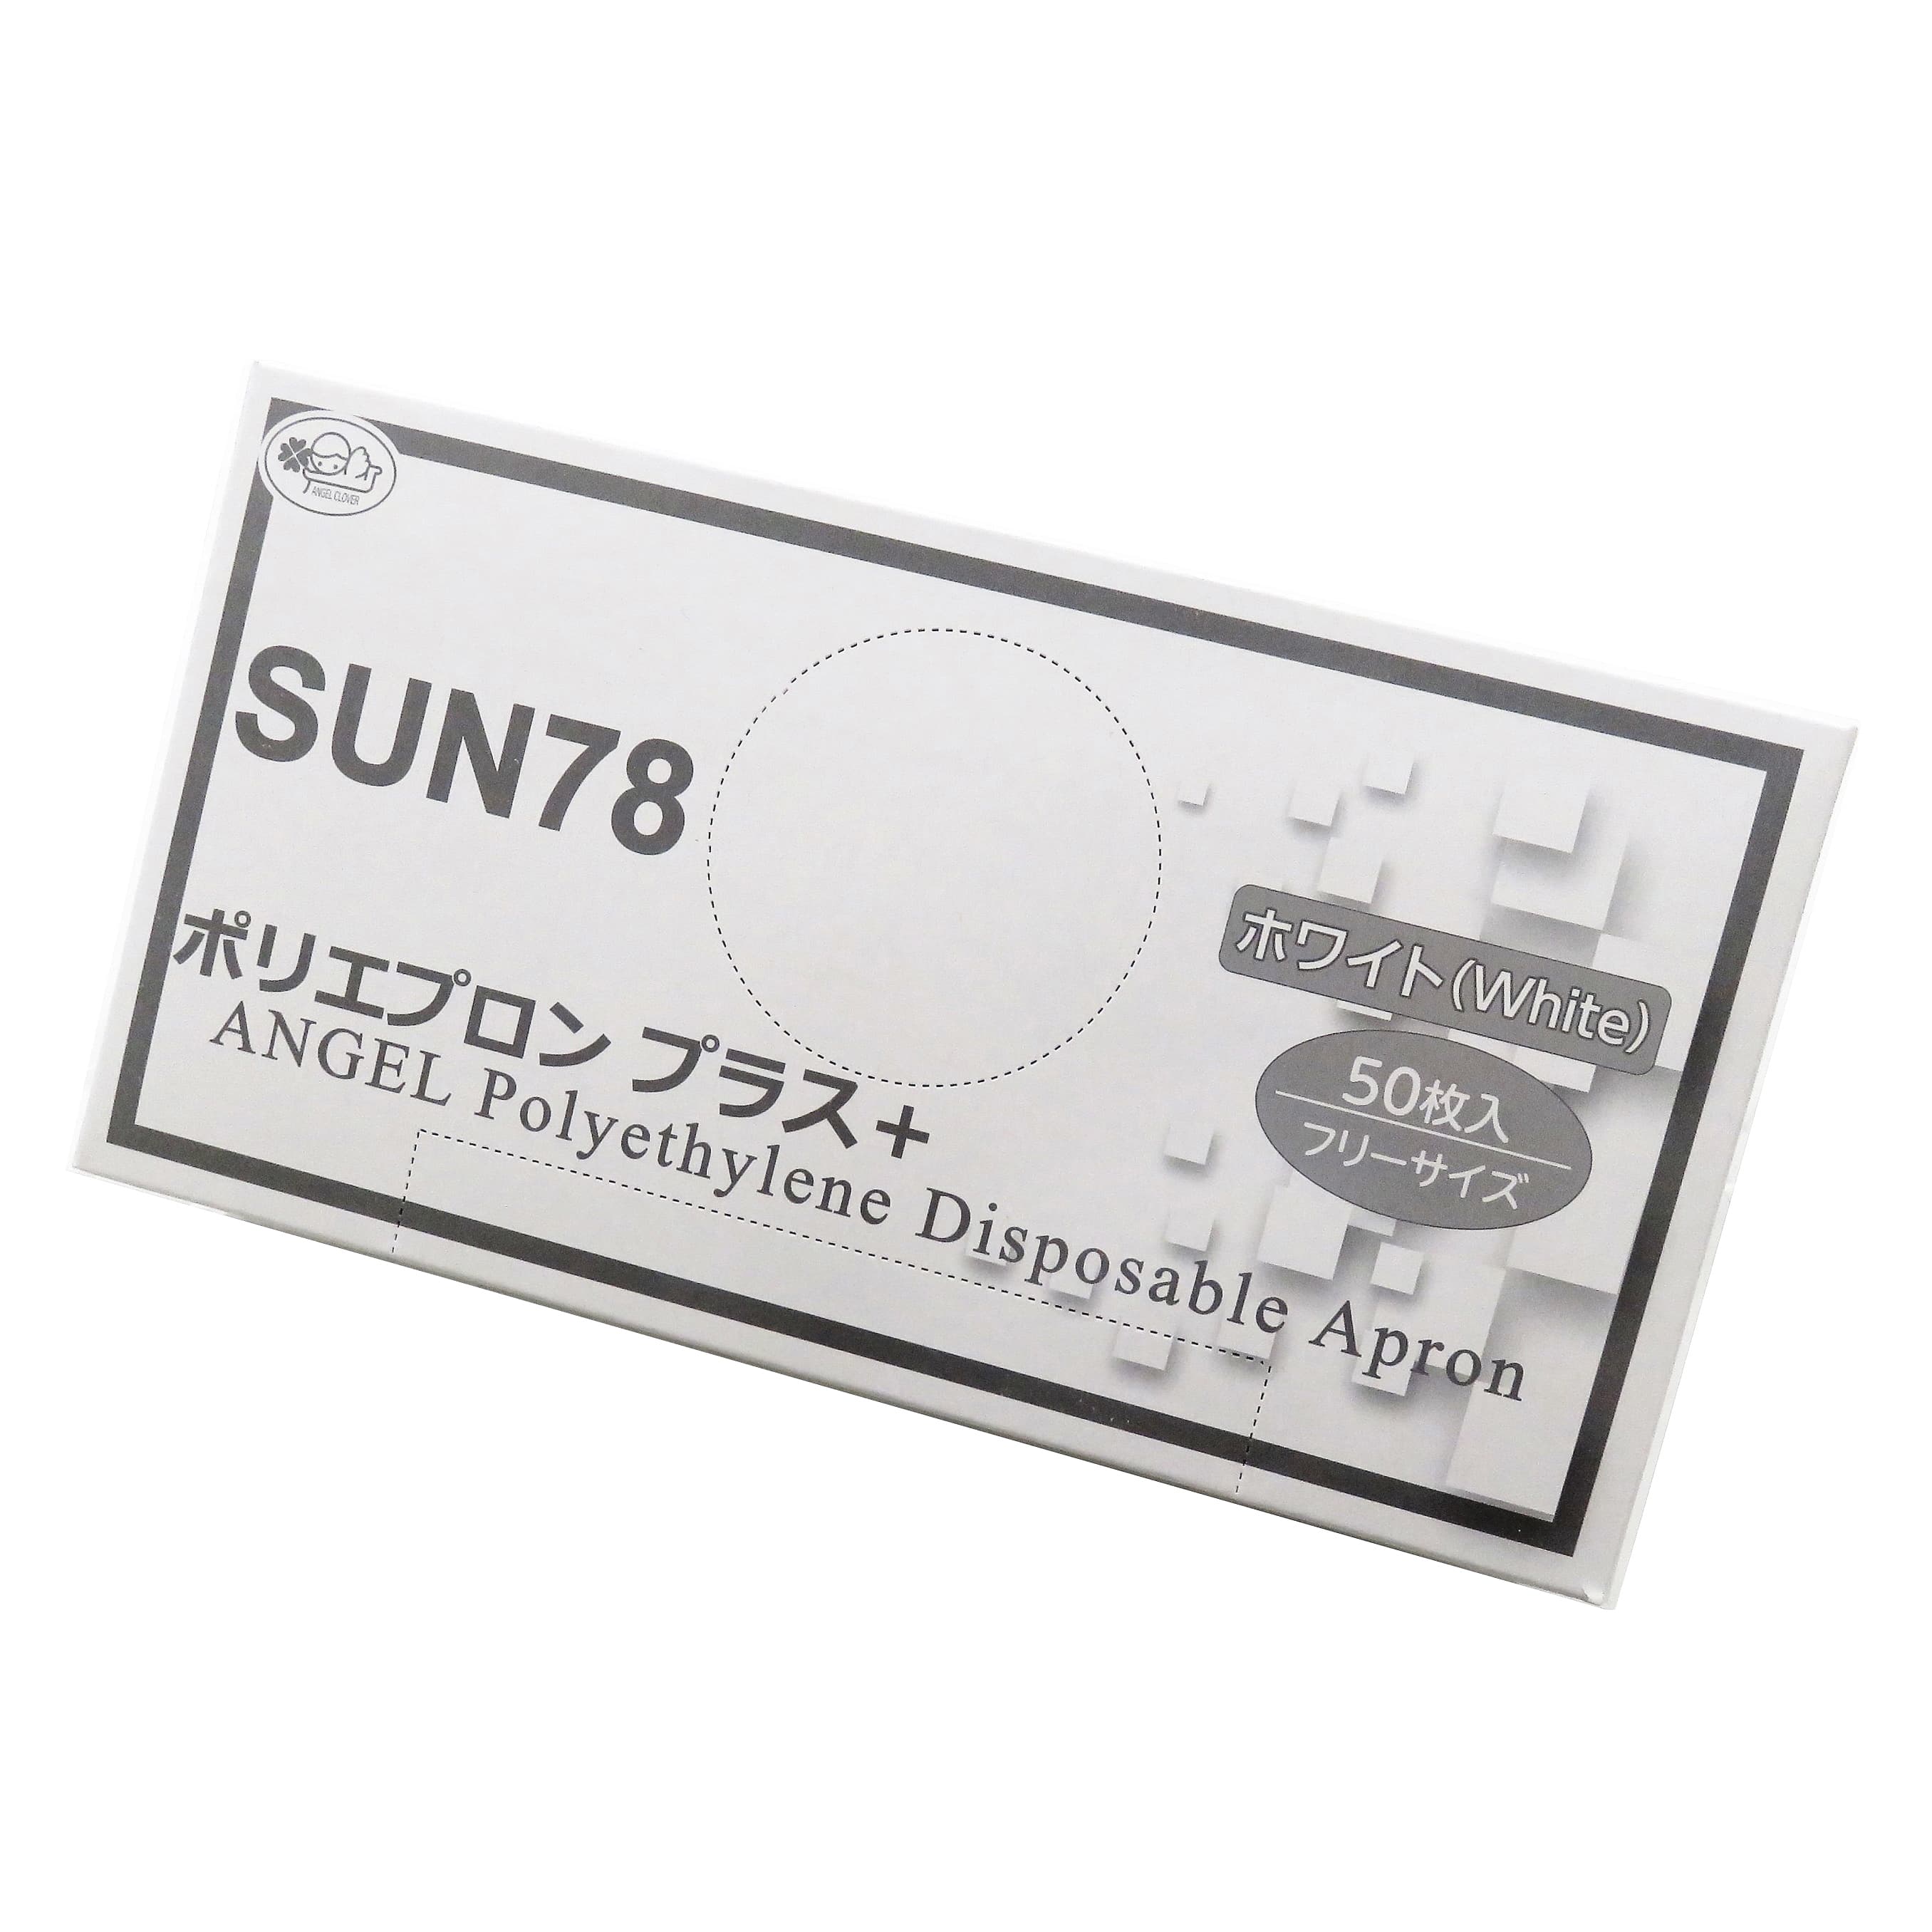 ANGEL CLOVER
SUN78
ポリエプロン プラス+
ANGEL Polyethylene Disposable Apron
ホワイト(White)
50枚入
フリーサイズ